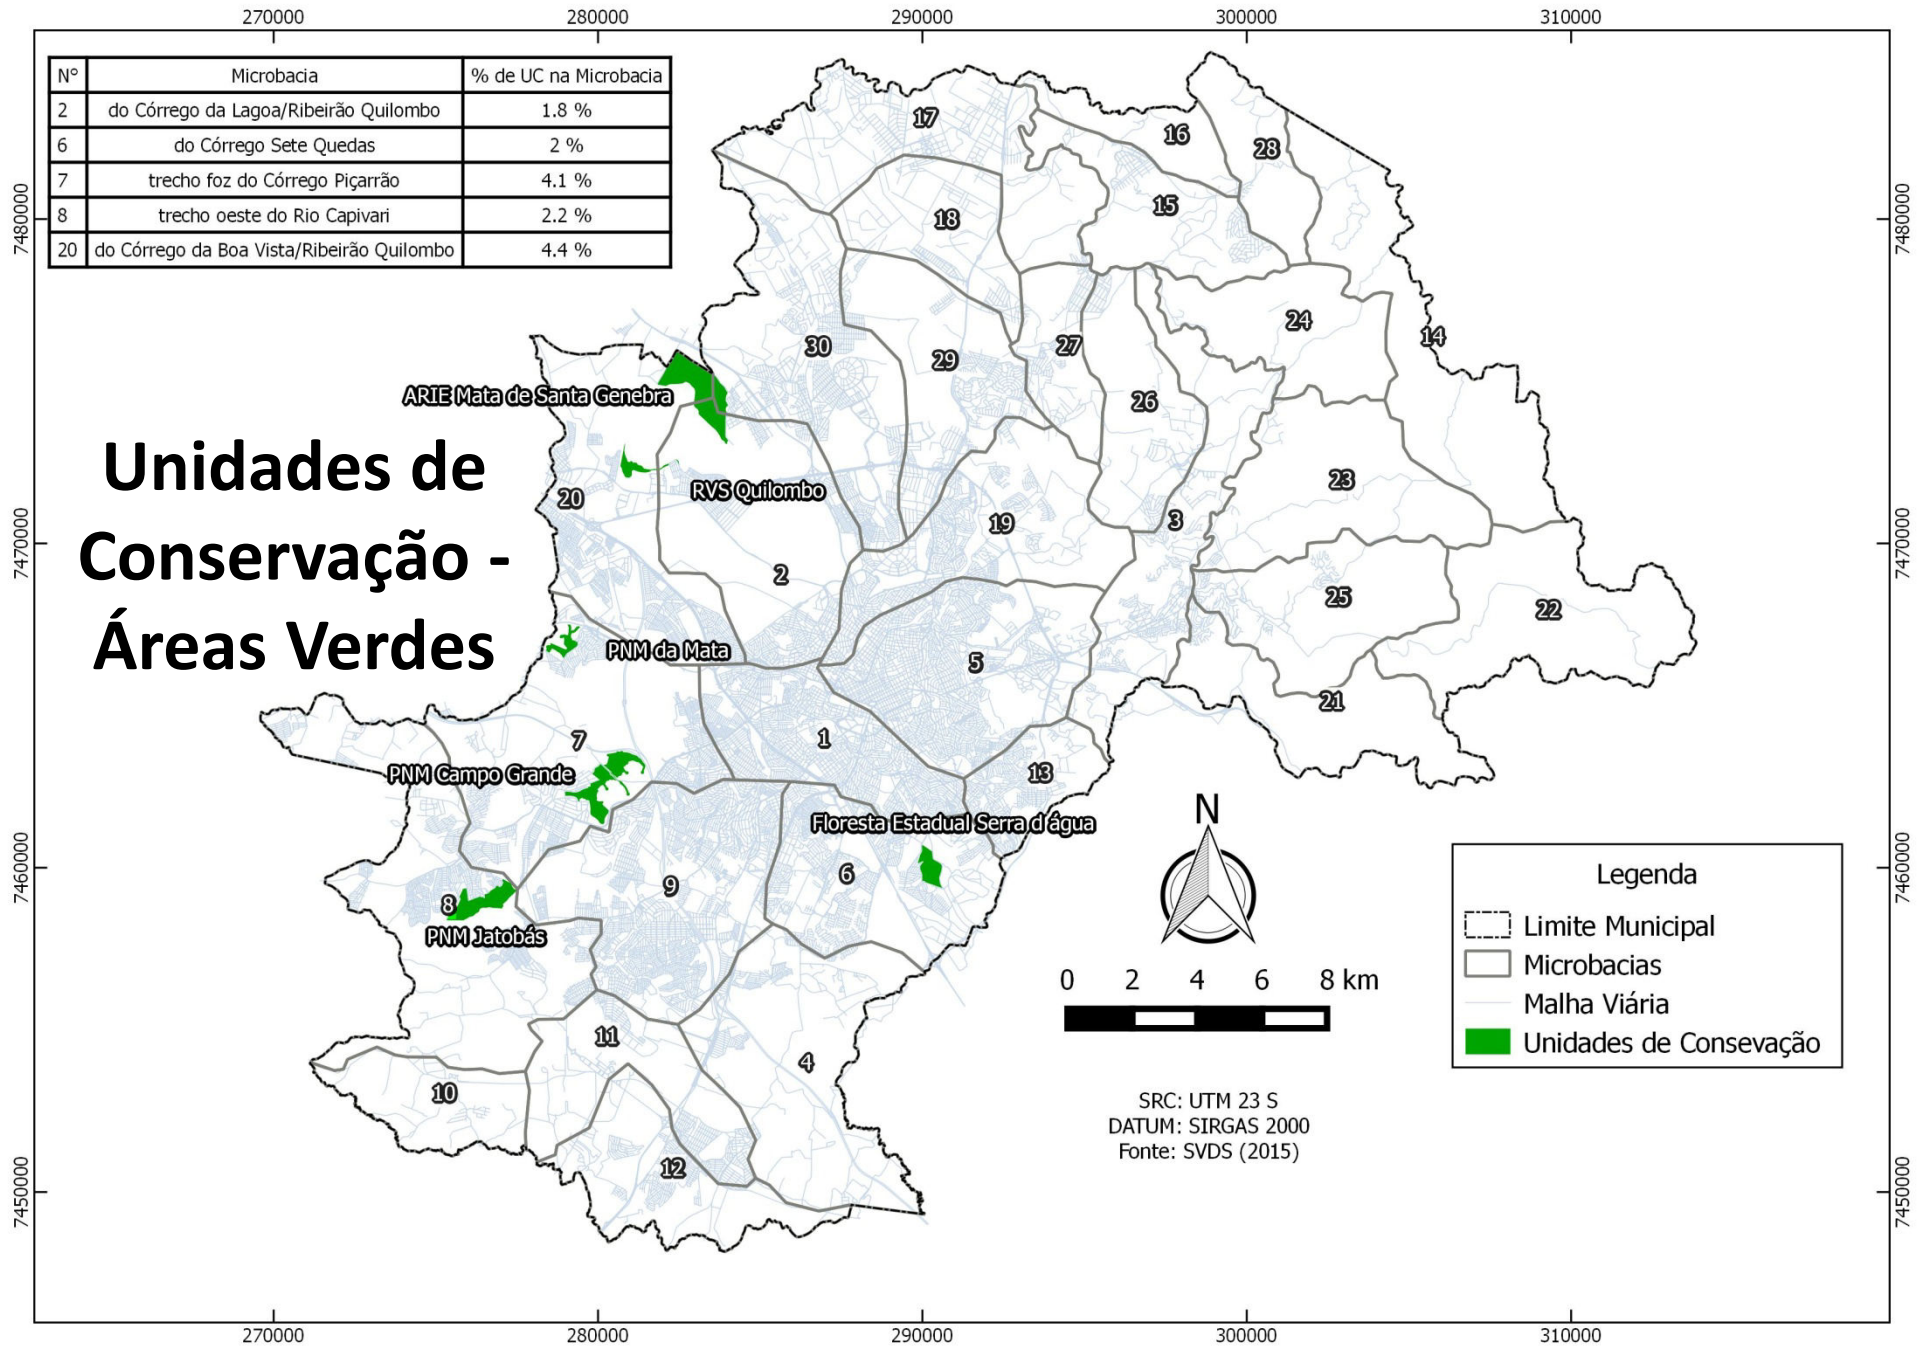 270000 280000 290000 300000 310000
N° Microbacia % de UC na Microbacia
2 do Córrego da Lagoa/Ribeirão Quilombo 1.8 %
6 do Córrego Sete Quedas 2 %
7 trecho foz do Córrego Piçarrão 4.1 %
8 trecho oeste do Rio Capivari 2.2 %
20 do Córrego da Boa Vista/Ribeirão Quilombo 4.4 %
7480000
7470000
7460000
7450000
Unidades de
Conservação -
Áreas Verdes
17
16
28
15
18
24
14
30
29
27
26
ARIE Mata de Santa Genebra
23
RVS Quilombo
20
19
3
2
25
22
PNM da Mata
5
21
7
1
13
PNM Campo Grande
Floresta Estadual Serra d água
6
9
8
PNM Jatobás
11
4
10
12
N
0 2 4 6 8 km
SRC: UTM 23 S
DATUM: SIRGAS 2000
Fonte: SVDS (2015)
Legenda
Limite Municipal
Microbacias
Malha Viária
Unidades de Consevação
7480000
7470000
7460000
7450000
270000 280000 290000 300000 310000